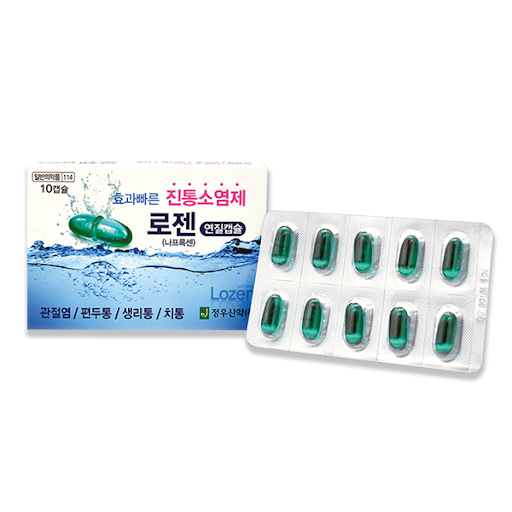 일반의약품 114
10캡슐
효과빠른 진통소염제
로젠 연질캡슐
(나프록센)
Lozen
관절염 / 편두통 / 생리통 / 치통
정우신약(주)